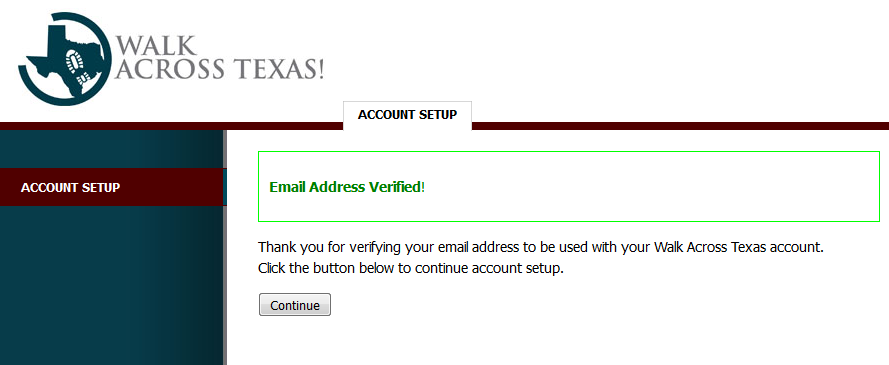 WALK
ACROSS TEXAS!
ACCOUNT SETUP
ACCOUNT SETUP
Email Address Verified!
Thank you for verifying your email address to be used with your Walk Across Texas account.
Click the button below to continue account setup.
Continue